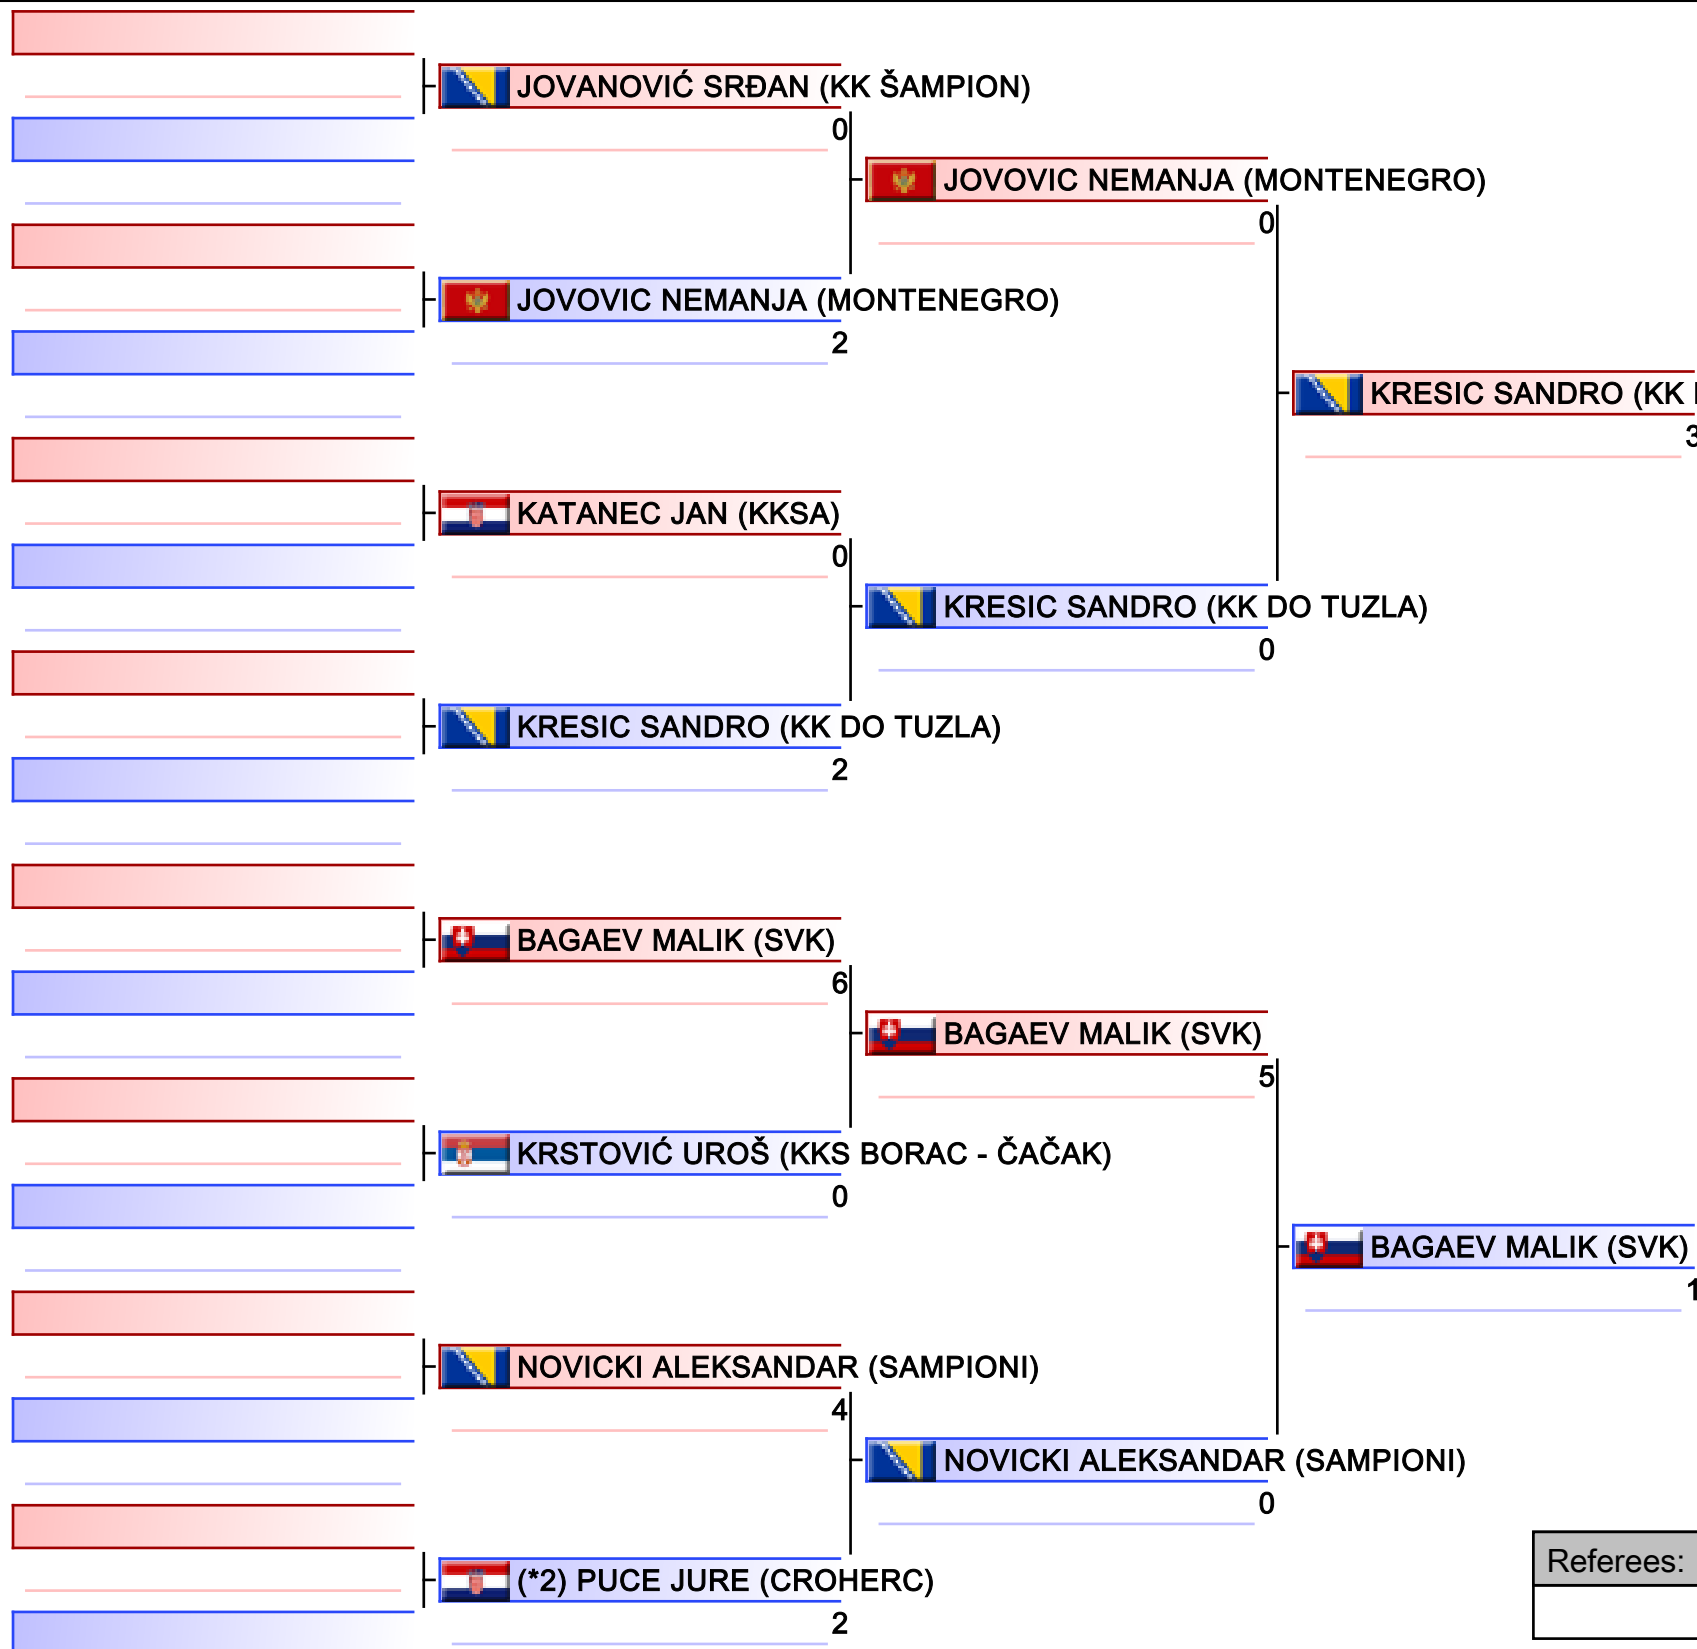 JOVANOVIĆ SRĐAN (KK ŠAMPION)
0
JOVOVIC NEMANJA (MONTENEGRO)
0
JOVOVIC NEMANJA (MONTENEGRO)
2
KRESIC SANDRO (KK
3
KATANEC JAN (KKSA)
0
KRESIC SANDRO (KK DO TUZLA)
0
KRESIC SANDRO (KK DO TUZLA)
2
BAGAEV MALIK (SVK)
6
BAGAEV MALIK (SVK)
5
KRSTOVIĆ UROŠ (KKS BORAC - ČAČAK)
0
BAGAEV MALIK (SVK)
1
NOVICKI ALEKSANDAR (SAMPIONI)
4
NOVICKI ALEKSANDAR (SAMPIONI)
0
(*2) PUCE JURE (CROHERC)
2
Referees: